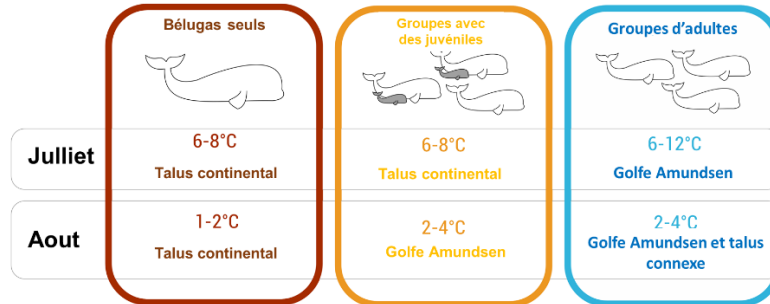 Bélugas seuls
Groupes avec
des juvéniles
Groupes d'adultes
Julliet
6-8°C
Talus continental
6-8°C
Talus continental
6-12°C
Golfe Amundsen
Aout
1-2°C
Talus continental
2-4°C
Golfe Amundsen
2-4°C
Golfe Amundsen et talus
connexe